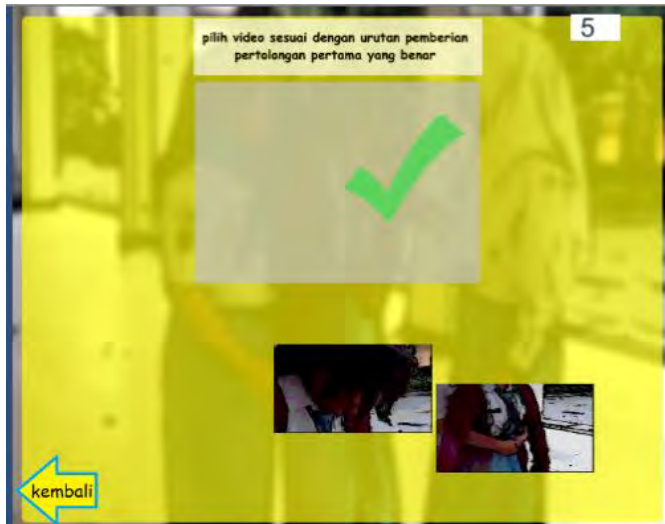 5
pilih video sesuai dengan urutan pemberian
pertolongan pertama yang benar
kembali